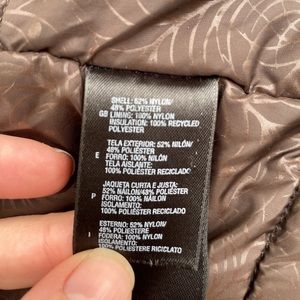 SHELL: 52% NYLON/
48% POLYESTER
GB LINING: 100% NYLON
INSULATION: 100% RECYCLED
POLYESTER
TELA EXTERIOR: 52% NILÓN/
48% POLIÉSTER
E FORRO: 100% NILÓN
TELA AISLANTE:
100% POLIÉSTER RECICLADO
JAQUETA CURTA E JUSTA:
52% NÁILON/48% POLIÉSTER
P FORRO: 100% NÁILON
ISOLAMENTO:
100% POLIÉSTER RECICLADO
ESTERNO: 52% NYLON/
48% POLIESTERE
I FODERA: 100% NYLON
ISOLAMENTO:
100% POLIESTERE RICICLATO